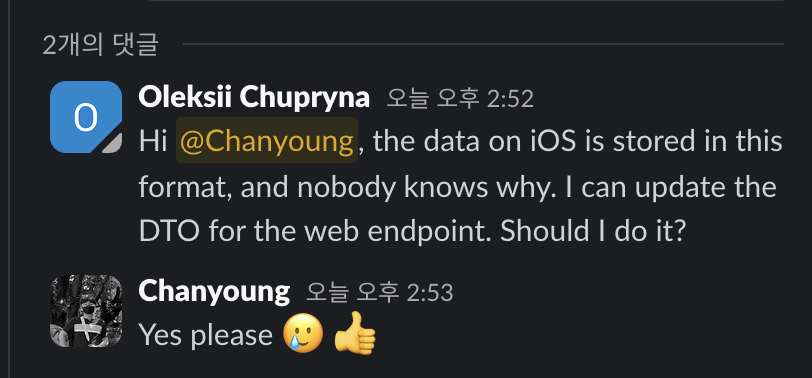 2개의 댓글
O
Oleksii Chupryna 오늘 오후 2:52
Hi @Chanyoung, the data on iOS is stored in this
format, and nobody knows why. I can update the
DTO for the web endpoint. Should I do it?
Chanyoung 오늘 오후 2:53
Yes please 🥲 👍